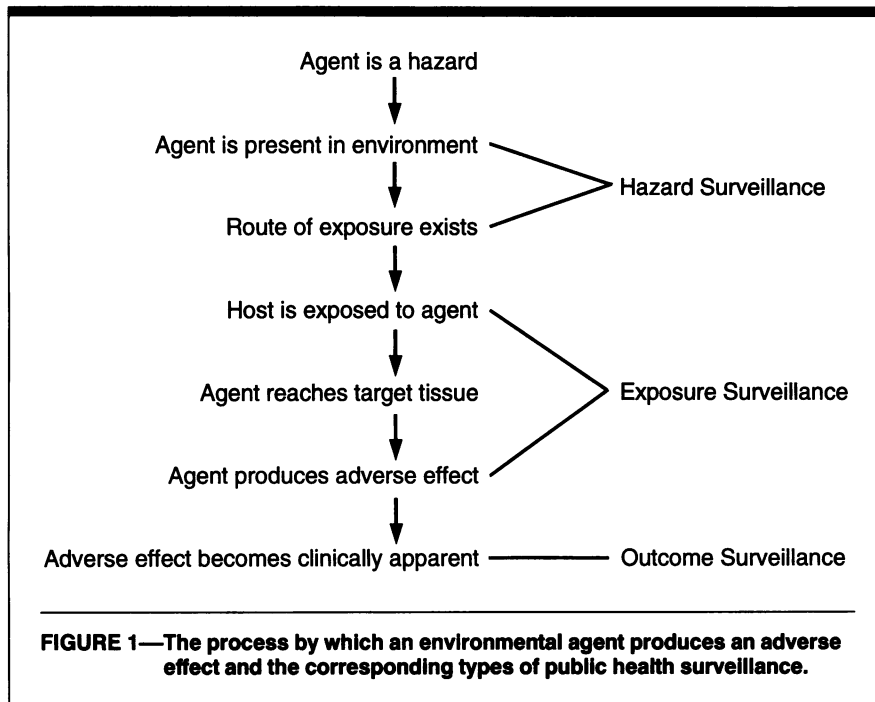 Agent is a hazard
Agent is present in environment
Hazard Surveillance
Route of exposure exists
Host is exposed to agent
Agent reaches target tissue
Exposure Surveillance
Agent produces adverse effect
Adverse effect becomes clinically apparent
Outcome Surveillance
FIGURE 1—The process by which an environmental agent produces an adverse
effect and the corresponding types of public health surveillance.